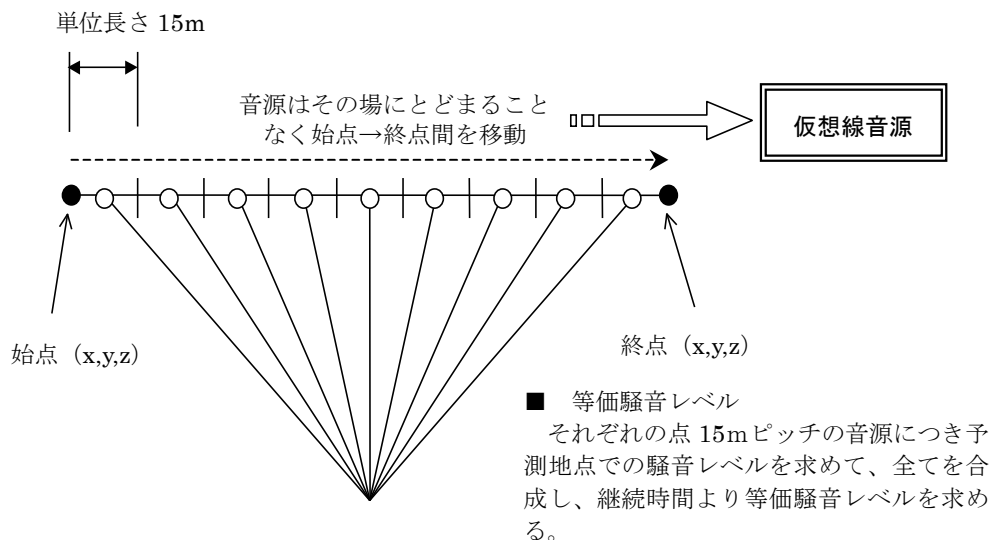 単位長さ 15m
音源はその場にとどまること
なく始点→終点間を移動
仮想線音源
始点（x,y,z）
終点（x,y,z）
■ 等価騒音レベル
それぞれの点 15mピッチの音源につき予
測地点での騒音レベルを求めて、全てを合
成し、継続時間より等価騒音レベルを求め
る。